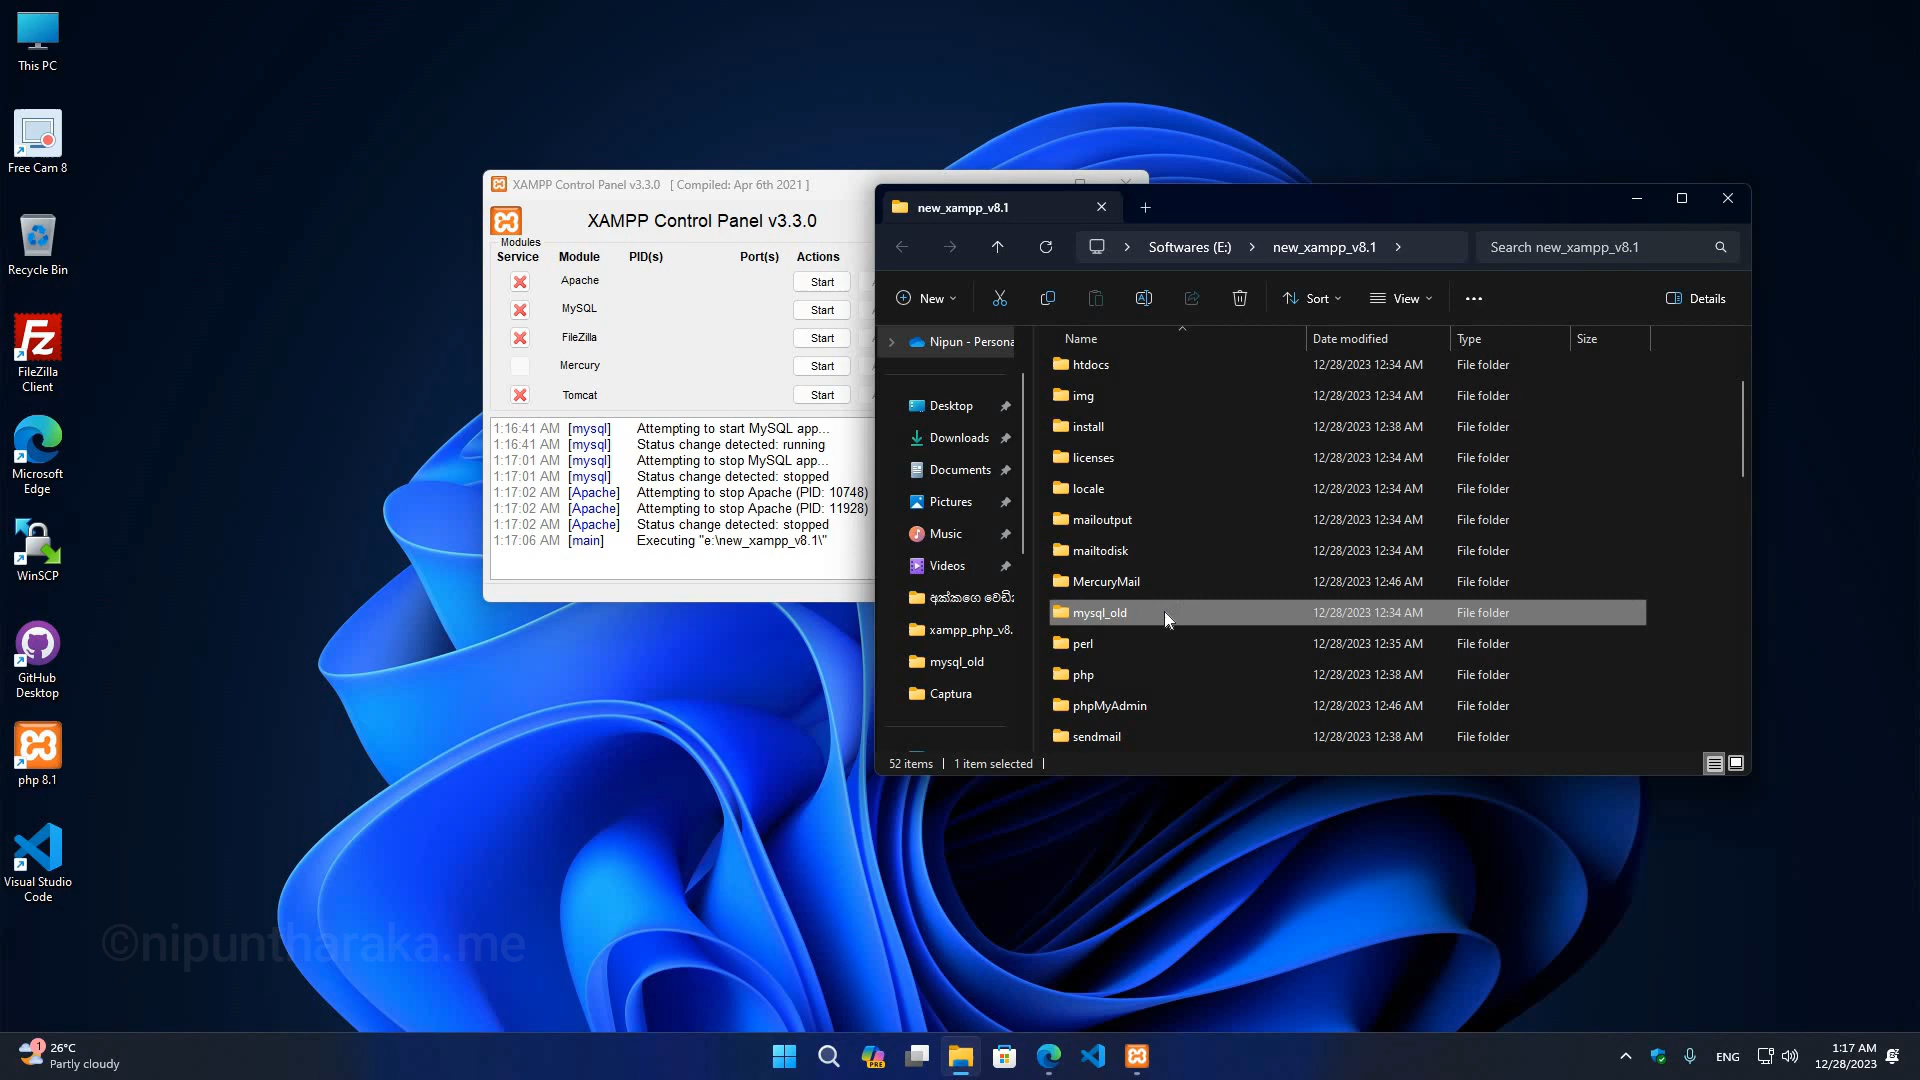 This PC
Free Cam 8
Recycle Bin
FileZilla
Client
Microsoft
Edge
WinSCP
GitHub
Desktop
php 8.1
Visual Studio
Code
©nipuntharaka.me
XAMPP Control Panel v3.3.0 [ Compiled: Apr 6th 2021 ]
XAMPP Control Panel v3.3.0
Modules
Service Module PID(s) Port(s) Actions
Apache Start
MySQL Start
FileZilla Start
Mercury Start
Tomcat Start
1:16:41 AM [mysql] Attempting to start MySQL app...
1:16:41 AM [mysql] Status change detected: running
1:17:01 AM [mysql] Attempting to stop MySQL app...
1:17:01 AM [mysql] Status change detected: stopped
1:17:02 AM [Apache] Attempting to stop Apache (PID: 10748)
1:17:02 AM [Apache] Attempting to stop Apache (PID: 11928)
1:17:02 AM [Apache] Status change detected: stopped
1:17:06 AM [main] Executing "e:\new_xampp_v8.1\"
new_xampp_v8.1
Softwares (E:) new_xampp_v8.1
Search new_xampp_v8.1
New Sort View Details
Nipun - Persona
Desktop
Downloads
Documents
Pictures
Music
Videos
අක්කගෙ
xampp_php_v8.
mysql_old
Captura
Name Date modified Type Size
htdocs 12/28/2023 12:34 AM File folder
img 12/28/2023 12:34 AM File folder
install 12/28/2023 12:38 AM File folder
licenses 12/28/2023 12:34 AM File folder
locale 12/28/2023 12:34 AM File folder
mailoutput 12/28/2023 12:34 AM File folder
mailtodisk 12/28/2023 12:34 AM File folder
MercuryMail 12/28/2023 12:46 AM File folder
mysql_old 12/28/2023 12:34 AM File folder
perl 12/28/2023 12:35 AM File folder
php 12/28/2023 12:38 AM File folder
phpMyAdmin 12/28/2023 12:46 AM File folder
sendmail 12/28/2023 12:38 AM File folder
52 items 1 item selected
1
26°C
Partly cloudy
PRE
ENG
1:17 AM
12/28/2023